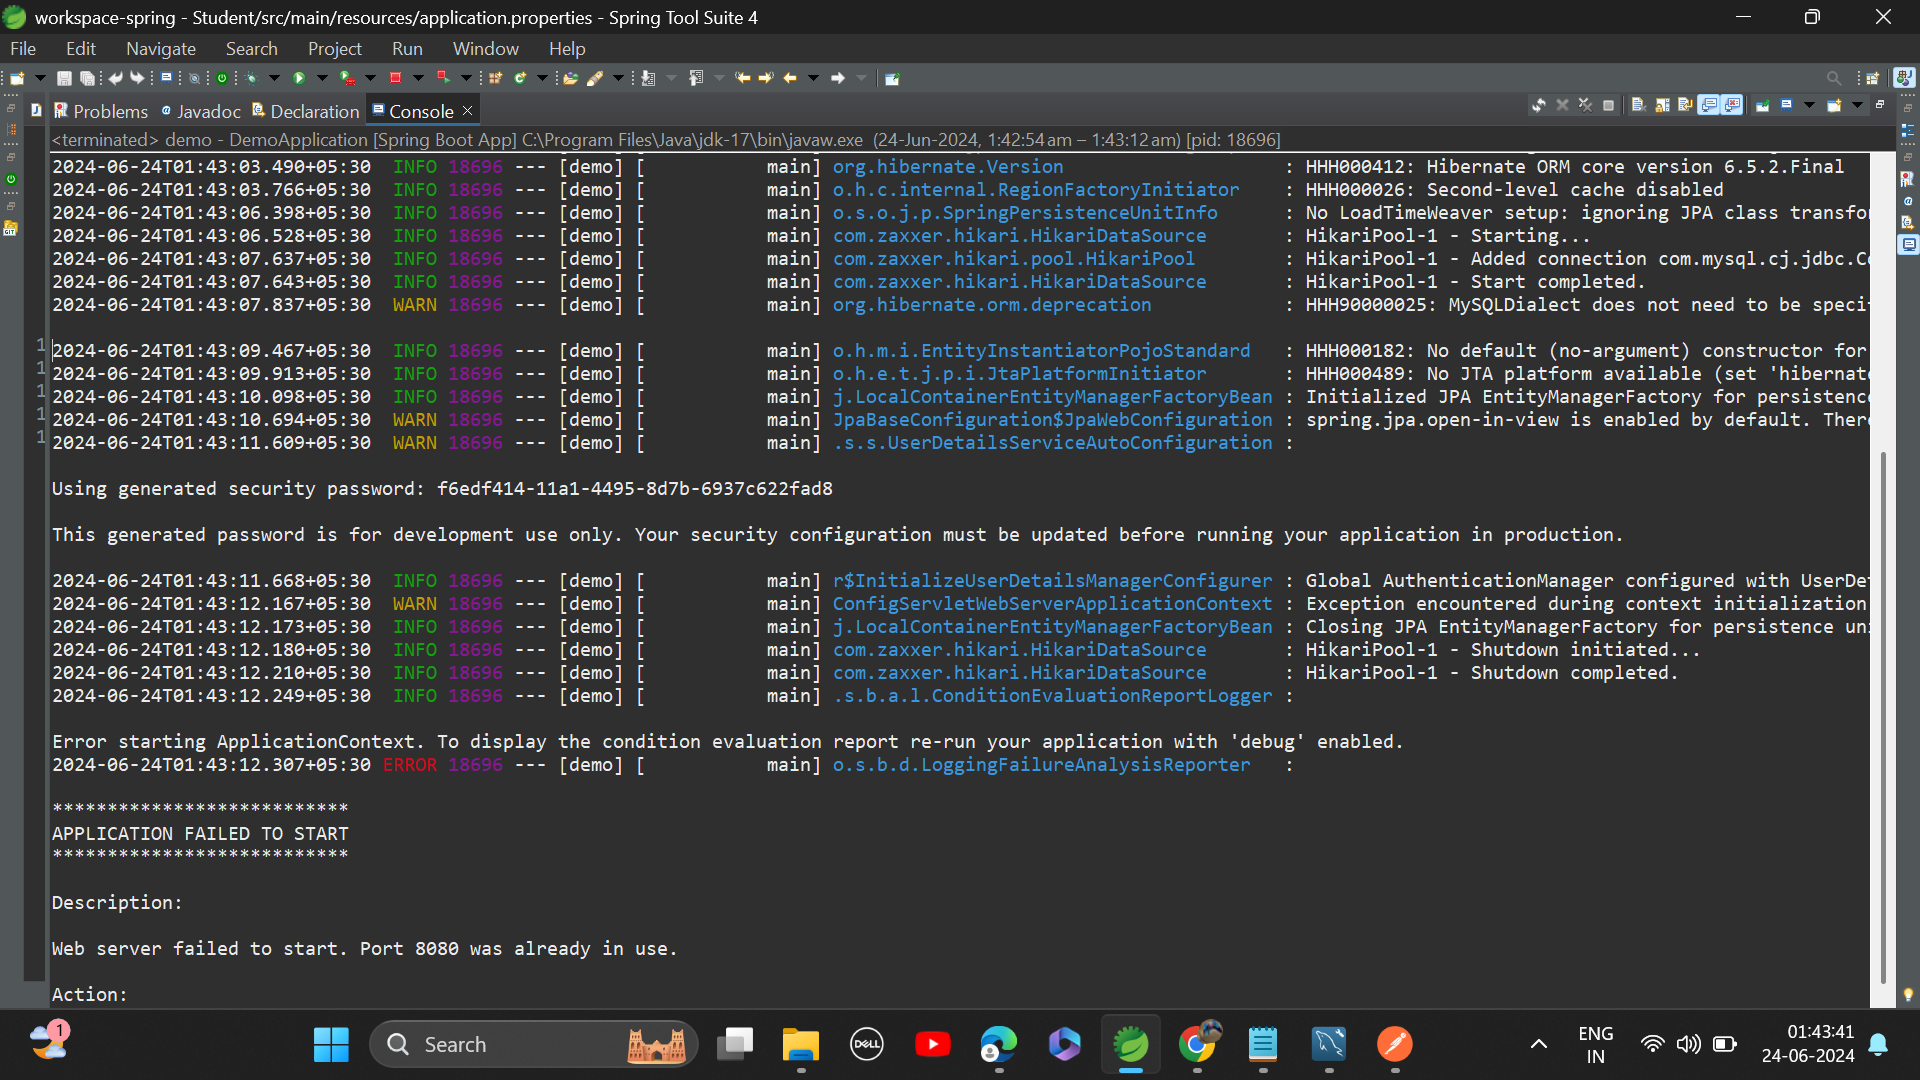 workspace-spring - Student/src/main/resources/application.properties - Spring Tool Suite 4
File Edit Navigate Search Project Run Window Help
Problems Javadoc Declaration Console
<terminated> demo - DemoApplication [Spring Boot App] C:\Program Files\Java\jdk-17\bin\javaw.exe (24-Jun-2024, 1:42:54 am – 1:43:12 am) [pid: 18696]
2024-06-24T01:43:03.490+05:30 INFO 18696 --- [demo] [ main] org.hibernate.Version : HHH000412: Hibernate ORM core version 6.5.2.Final
2024-06-24T01:43:03.766+05:30 INFO 18696 --- [demo] [ main] o.h.c.internal.RegionFactoryInitiator : HHH000026: Second-level cache disabled
2024-06-24T01:43:06.398+05:30 INFO 18696 --- [demo] [ main] o.s.o.j.p.SpringPersistenceUnitInfo : No LoadTimeWeaver setup: ignoring JPA class transfo
2024-06-24T01:43:06.528+05:30 INFO 18696 --- [demo] [ main] com.zaxxer.hikari.HikariDataSource : HikariPool-1 - Starting...
2024-06-24T01:43:07.637+05:30 INFO 18696 --- [demo] [ main] com.zaxxer.hikari.pool.HikariPool : HikariPool-1 - Added connection com.mysql.cj.jdbc.C
2024-06-24T01:43:07.643+05:30 INFO 18696 --- [demo] [ main] com.zaxxer.hikari.HikariDataSource : HikariPool-1 - Start completed.
2024-06-24T01:43:07.837+05:30 WARN 18696 --- [demo] [ main] org.hibernate.orm.deprecation : HHH90000025: MySQLDialect does not need to be speci
1 2024-06-24T01:43:09.467+05:30 INFO 18696 --- [demo] [ main] o.h.m.i.EntityInstantiatorPojoStandard : HHH000182: No default (no-argument) constructor for
1 2024-06-24T01:43:09.913+05:30 INFO 18696 --- [demo] [ main] o.h.e.t.j.p.i.JtaPlatformInitiator : HHH000489: No JTA platform available (set 'hibernat
1 2024-06-24T01:43:10.098+05:30 INFO 18696 --- [demo] [ main] j.LocalContainerEntityManagerFactoryBean : Initialized JPA EntityManagerFactory for persistenc
1 2024-06-24T01:43:10.694+05:30 WARN 18696 --- [demo] [ main] JpaBaseConfiguration$JpaWebConfiguration : spring.jpa.open-in-view is enabled by default. Ther
1 2024-06-24T01:43:11.609+05:30 WARN 18696 --- [demo] [ main] .s.s.UserDetailsServiceAutoConfiguration :
Using generated security password: f6edf414-11a1-4495-8d7b-6937c622fad8
This generated password is for development use only. Your security configuration must be updated before running your application in production.
2024-06-24T01:43:11.668+05:30 INFO 18696 --- [demo] [ main] r$InitializeUserDetailsManagerConfigurer : Global AuthenticationManager configured with UserDe
2024-06-24T01:43:12.167+05:30 WARN 18696 --- [demo] [ main] ConfigServletWebServerApplicationContext : Exception encountered during context initialization
2024-06-24T01:43:12.173+05:30 INFO 18696 --- [demo] [ main] j.LocalContainerEntityManagerFactoryBean : Closing JPA EntityManagerFactory for persistence un
2024-06-24T01:43:12.180+05:30 INFO 18696 --- [demo] [ main] com.zaxxer.hikari.HikariDataSource : HikariPool-1 - Shutdown initiated...
2024-06-24T01:43:12.210+05:30 INFO 18696 --- [demo] [ main] com.zaxxer.hikari.HikariDataSource : HikariPool-1 - Shutdown completed.
2024-06-24T01:43:12.249+05:30 INFO 18696 --- [demo] [ main] .s.b.a.l.ConditionEvaluationReportLogger :
Error starting ApplicationContext. To display the condition evaluation report re-run your application with 'debug' enabled.
2024-06-24T01:43:12.307+05:30 ERROR 18696 --- [demo] [ main] o.s.b.d.LoggingFailureAnalysisReporter :
***************************
APPLICATION FAILED TO START
***************************
Description:
Web server failed to start. Port 8080 was already in use.
Action:
1 Search DELL ENG 01:43:41
IN 24-06-2024